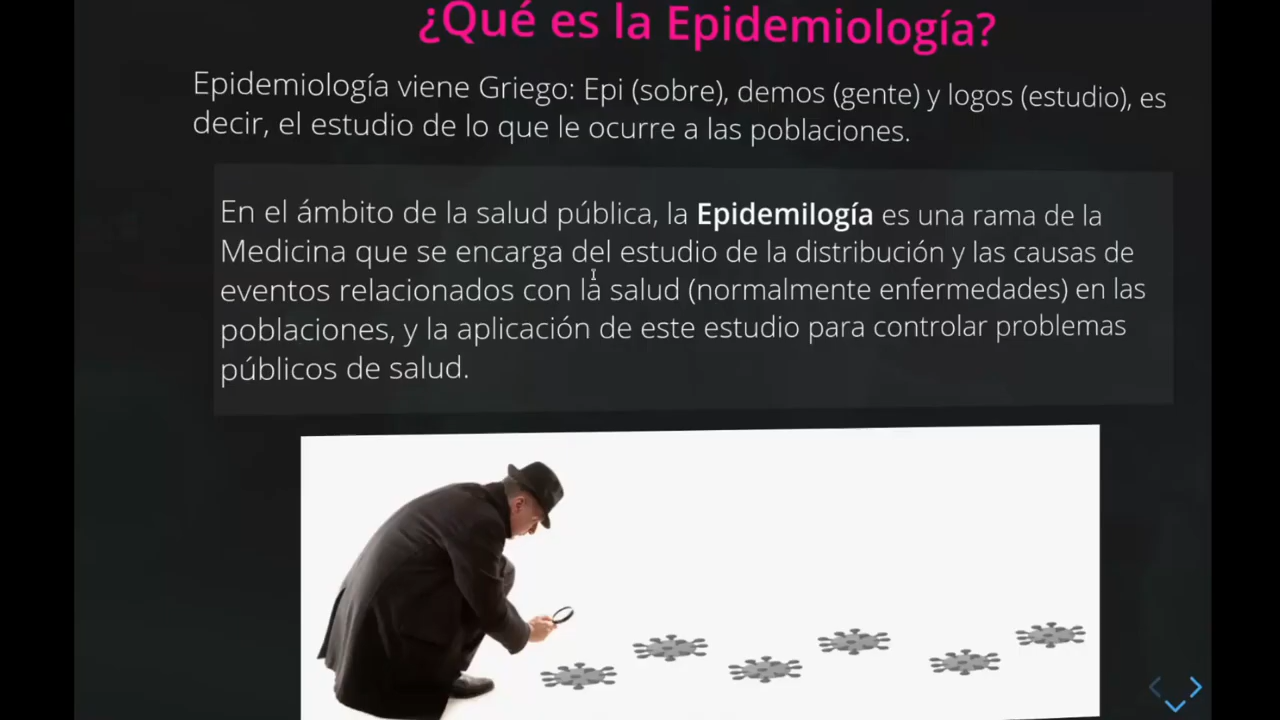 ¿Qué es la Epidemiología?
Epidemiología viene Griego: Epi (sobre), demos (gente) y logos (estudio), es
decir, el estudio de lo que le ocurre a las poblaciones.
En el ámbito de la salud pública, la Epidemilogía es una rama de la
Medicina que se encarga del estudio de la distribución y las causas de
eventos relacionados con la salud (normalmente enfermedades) en las
poblaciones, y la aplicación de este estudio para controlar problemas
públicos de salud.